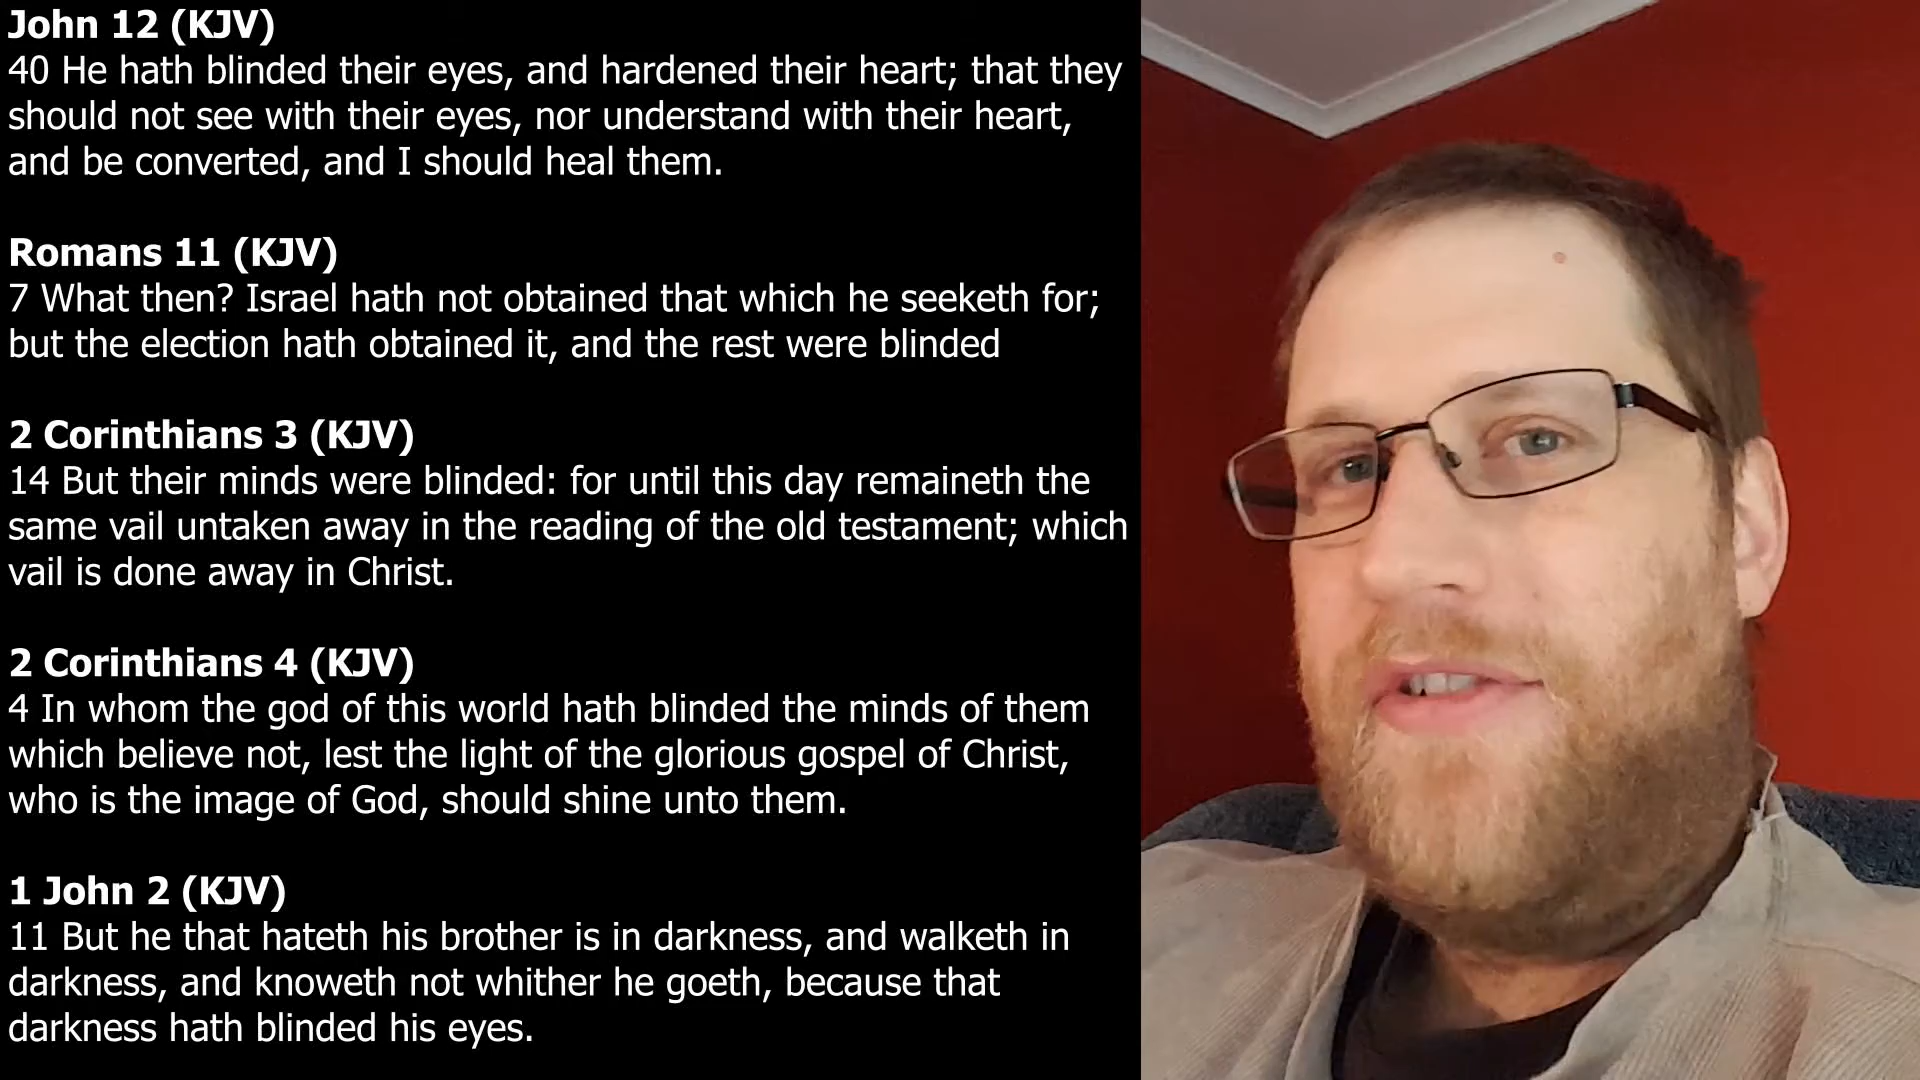 John 12 (KJV)
40 He hath blinded their eyes, and hardened their heart; that they
should not see with their eyes, nor understand with their heart,
and be converted, and I should heal them.
Romans 11 (KJV)
7 What then? Israel hath not obtained that which he seeketh for;
but the election hath obtained it, and the rest were blinded
2 Corinthians 3 (KJV)
14 But their minds were blinded: for until this day remaineth the
same vail untaken away in the reading of the old testament; which
vail is done away in Christ.
2 Corinthians 4 (KJV)
4 In whom the god of this world hath blinded the minds of them
which believe not, lest the light of the glorious gospel of Christ,
who is the image of God, should shine unto them.
1 John 2 (KJV)
11 But he that hateth his brother is in darkness, and walketh in
darkness, and knoweth not whither he goeth, because that
darkness hath blinded his eyes.